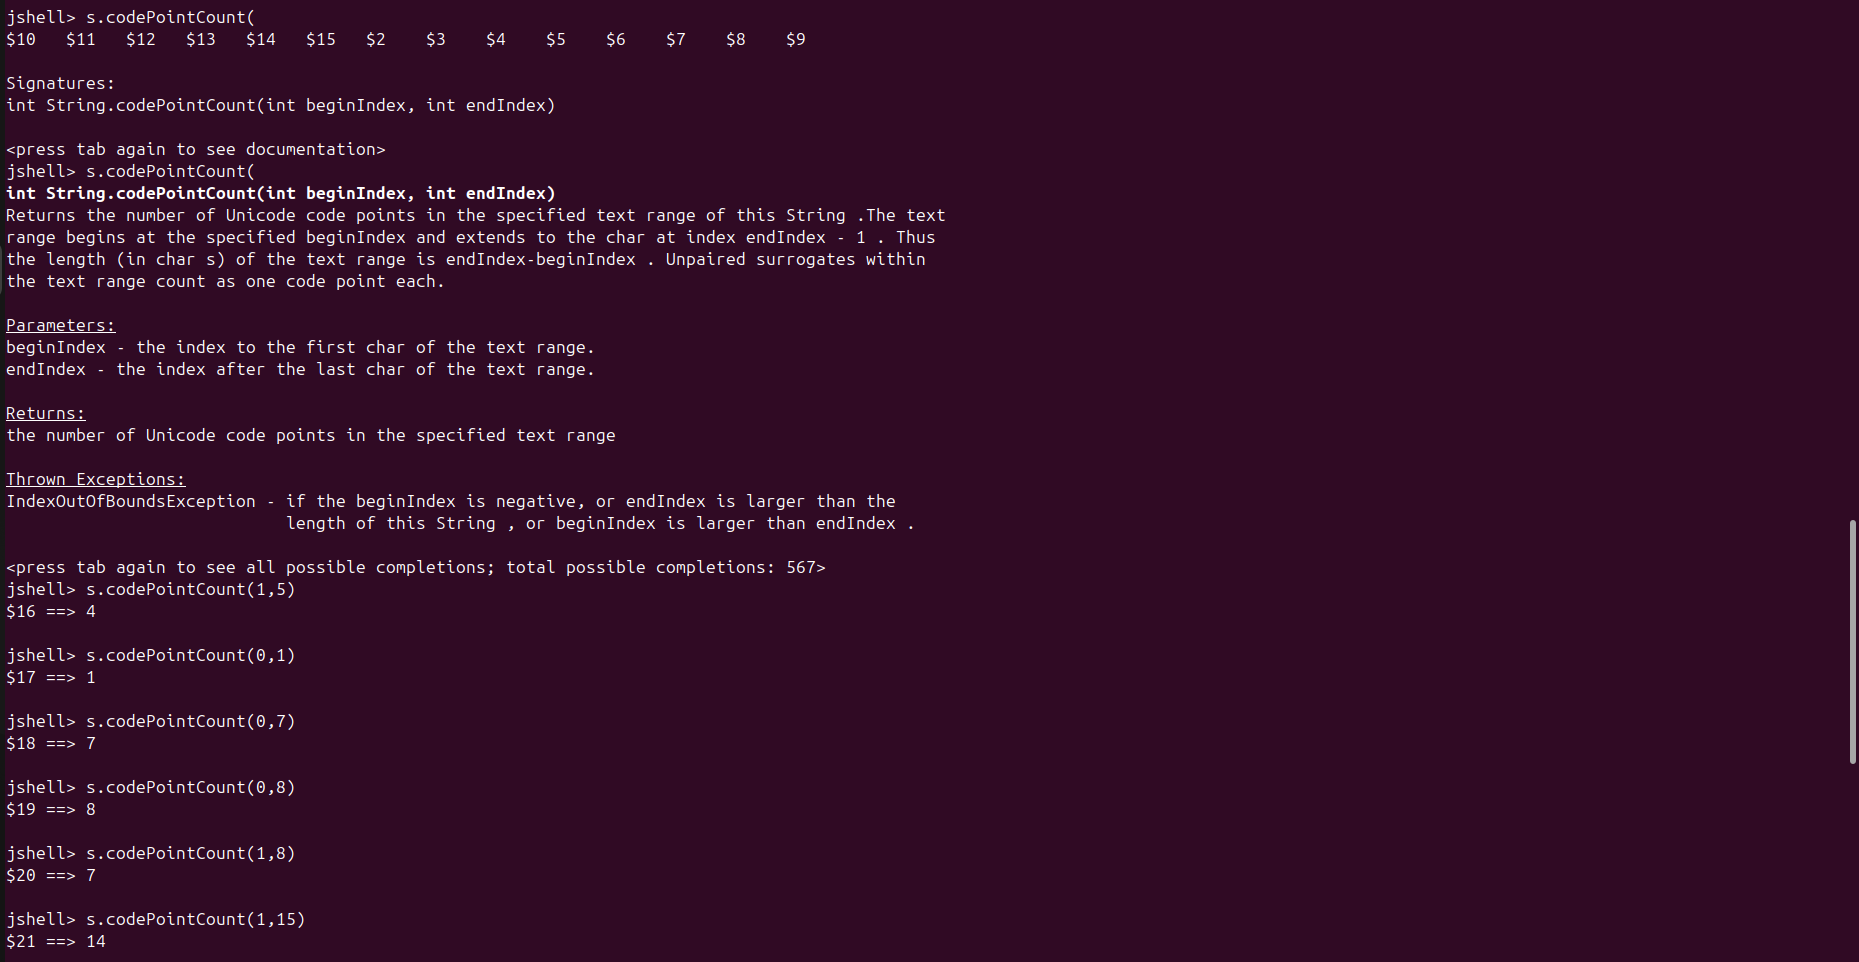 jshell> s.codePointCount(
$10   $11   $12   $13   $14   $15   $2    $3    $4    $5    $6    $7    $8    $9
Signatures:
int String.codePointCount(int beginIndex, int endIndex)
<press tab again to see documentation>
jshell> s.codePointCount(
int String.codePointCount(int beginIndex, int endIndex)
Returns the number of Unicode code points in the specified text range of this String .The text
range begins at the specified beginIndex and extends to the char at index endIndex - 1 . Thus
the length (in char s) of the text range is endIndex-beginIndex . Unpaired surrogates within
the text range count as one code point each.
Parameters:
beginIndex - the index to the first char of the text range.
endIndex - the index after the last char of the text range.
Returns:
the number of Unicode code points in the specified text range
Thrown Exceptions:
IndexOutOfBoundsException - if the beginIndex is negative, or endIndex is larger than the
length of this String , or beginIndex is larger than endIndex .
<press tab again to see all possible completions; total possible completions: 567>
jshell> s.codePointCount(1,5)
$16 ==> 4
jshell> s.codePointCount(0,1)
$17 ==> 1
jshell> s.codePointCount(0,7)
$18 ==> 7
jshell> s.codePointCount(0,8)
$19 ==> 8
jshell> s.codePointCount(1,8)
$20 ==> 7
jshell> s.codePointCount(1,15)
$21 ==> 14